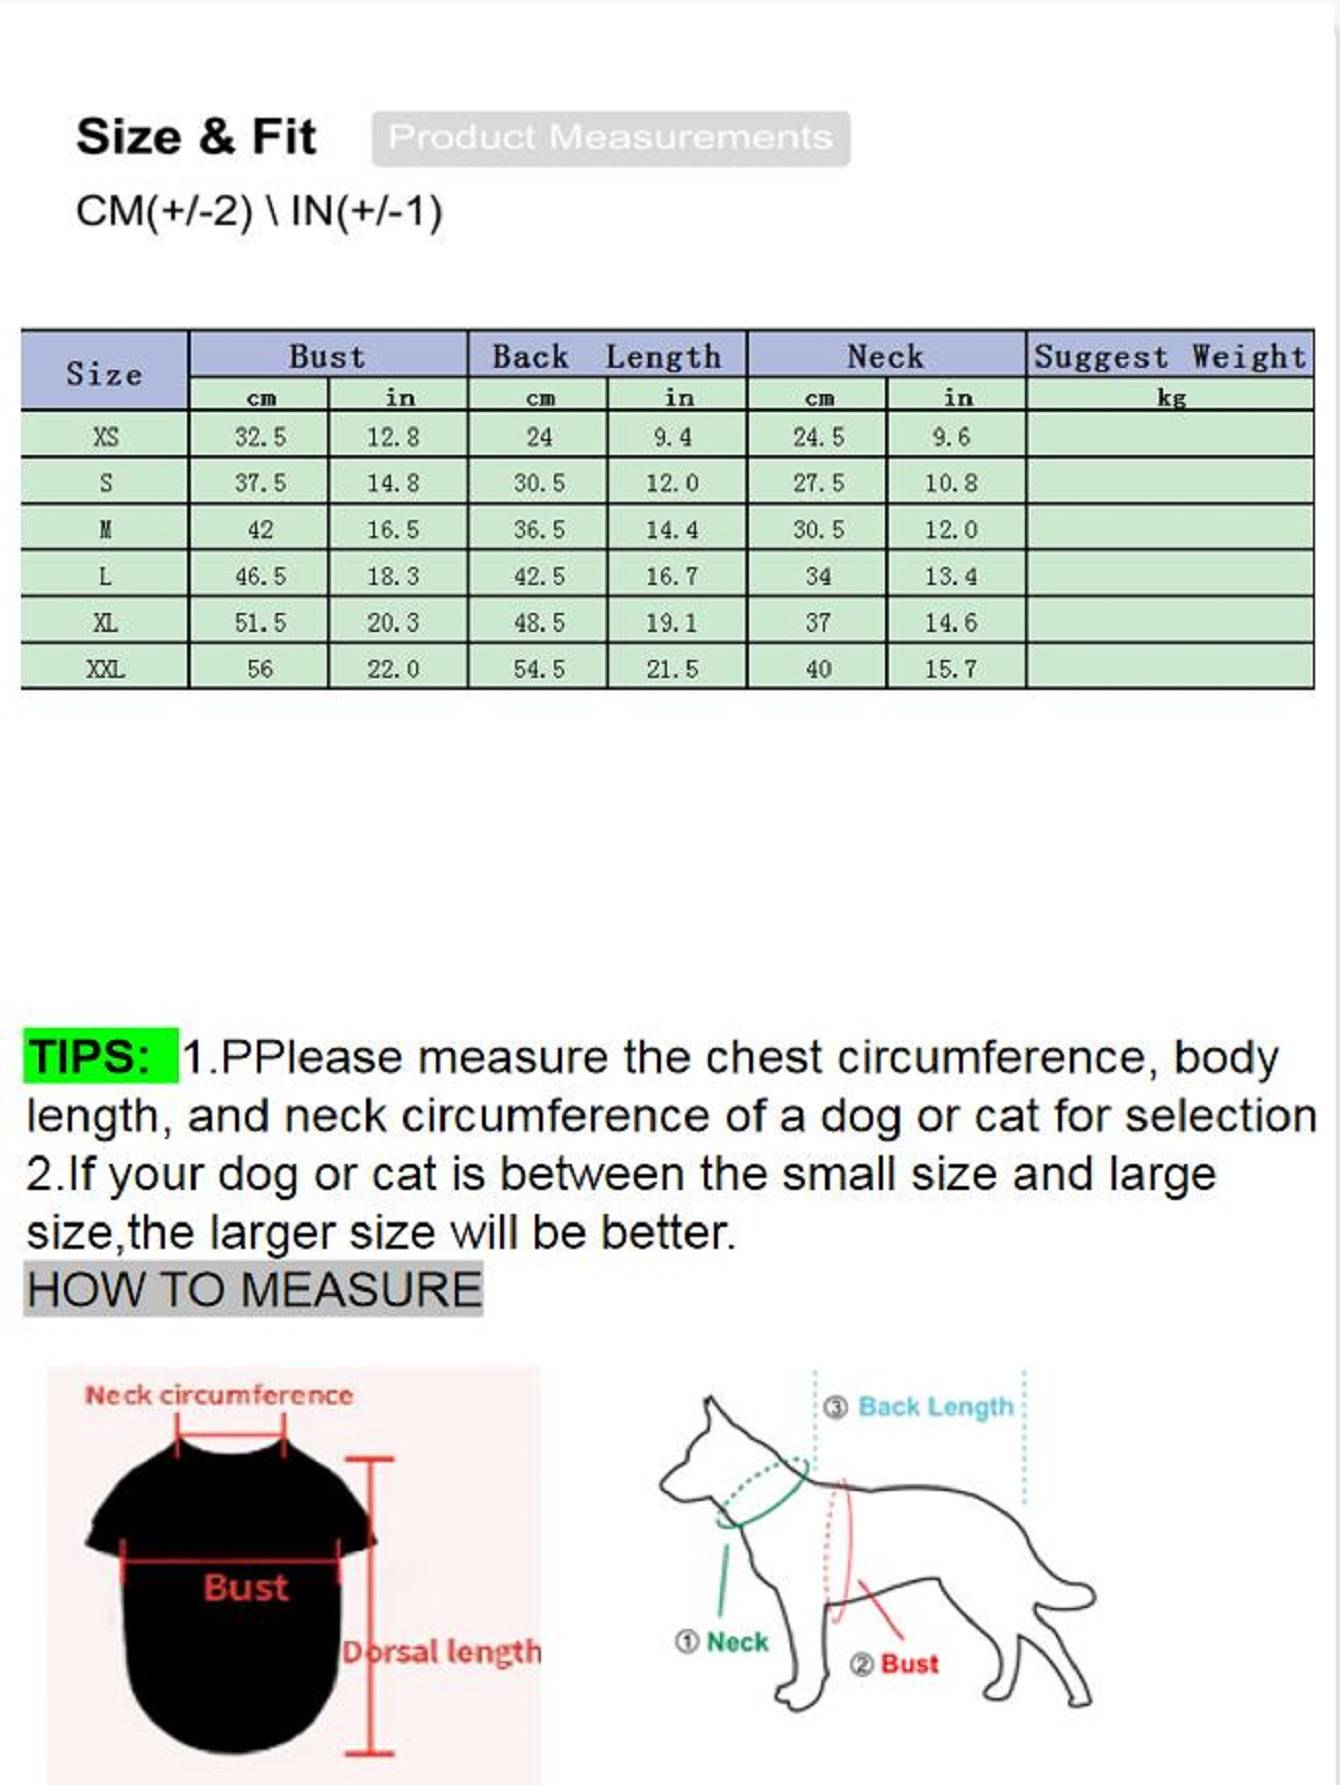 Size & Fit Product Measurements
CM(+/-2) \ IN(+/-1)
Size Bust Back Length Neck Suggest Weight
cm in cm in cm in kg
XS 32.5 12.8 24 9.4 24.5 9.6
S 37.5 14.8 30.5 12.0 27.5 10.8
M 42 16.5 36.5 14.4 30.5 12.0
L 46.5 18.3 42.5 16.7 34 13.4
XL 51.5 20.3 48.5 19.1 37 14.6
XXL 56 22.0 54.5 21.5 40 15.7
TIPS: 1.PPlease measure the chest circumference, body
length, and neck circumference of a dog or cat for selection
2.If your dog or cat is between the small size and large
size,the larger size will be better.
HOW TO MEASURE
Neck circumference
Bust
Dorsal length
③ Back Length
① Neck
② Bust